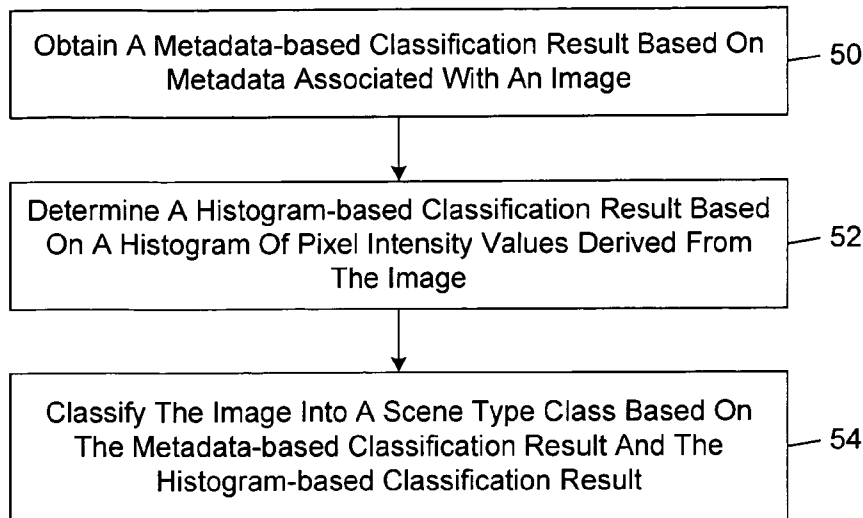 Obtain A Metadata-based Classification Result Based On
Metadata Associated With An Image
50
Determine A Histogram-based Classification Result Based
On A Histogram Of Pixel Intensity Values Derived From
The Image
52
Classify The Image Into A Scene Type Class Based On
The Metadata-based Classification Result And The
Histogram-based Classification Result
54